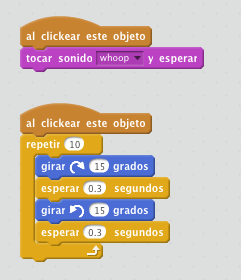 al clickear este objeto
tocar sonido whoop y esperar
al clickear este objeto
repetir 10
girar 15 grados
esperar 0.3 segundos
girar 15 grados
esperar 0.3 segundos